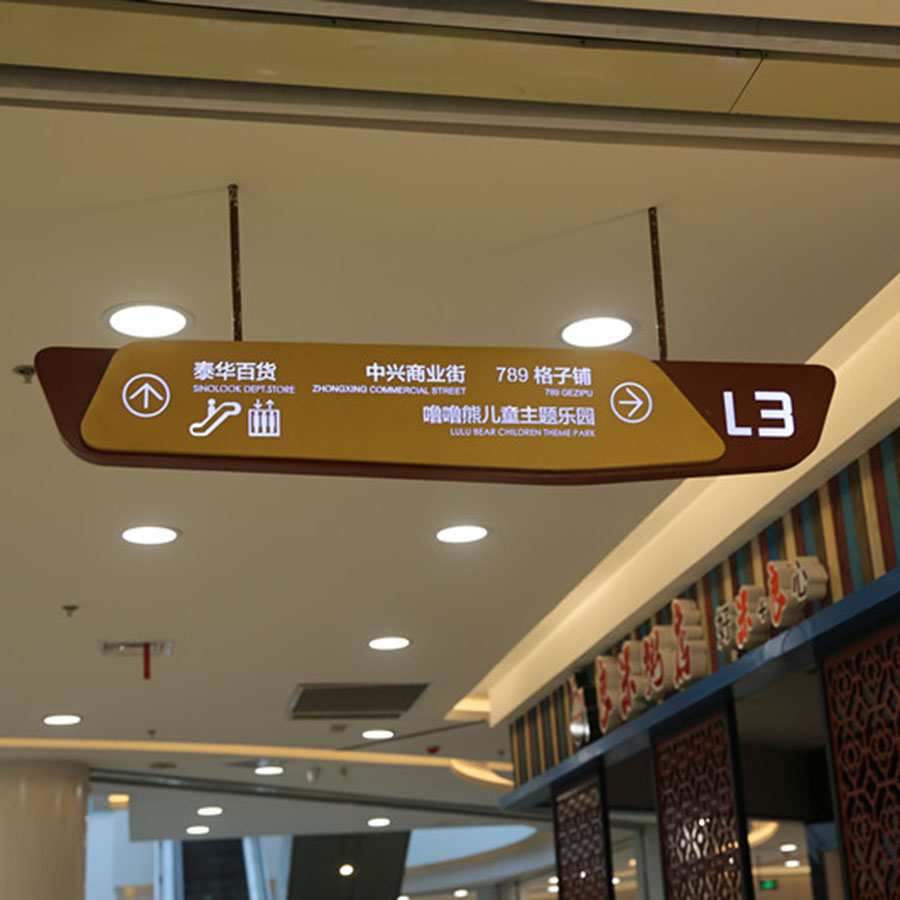 泰华百货
SINOLOOK DEPT.STORE
中兴商业街
ZHONGXING COMMERCIAL STREET
789 格子铺
789 GEZIPU
噜噜熊儿童主题乐园
LULU BEAR CHILDREN THEME PARK
L3